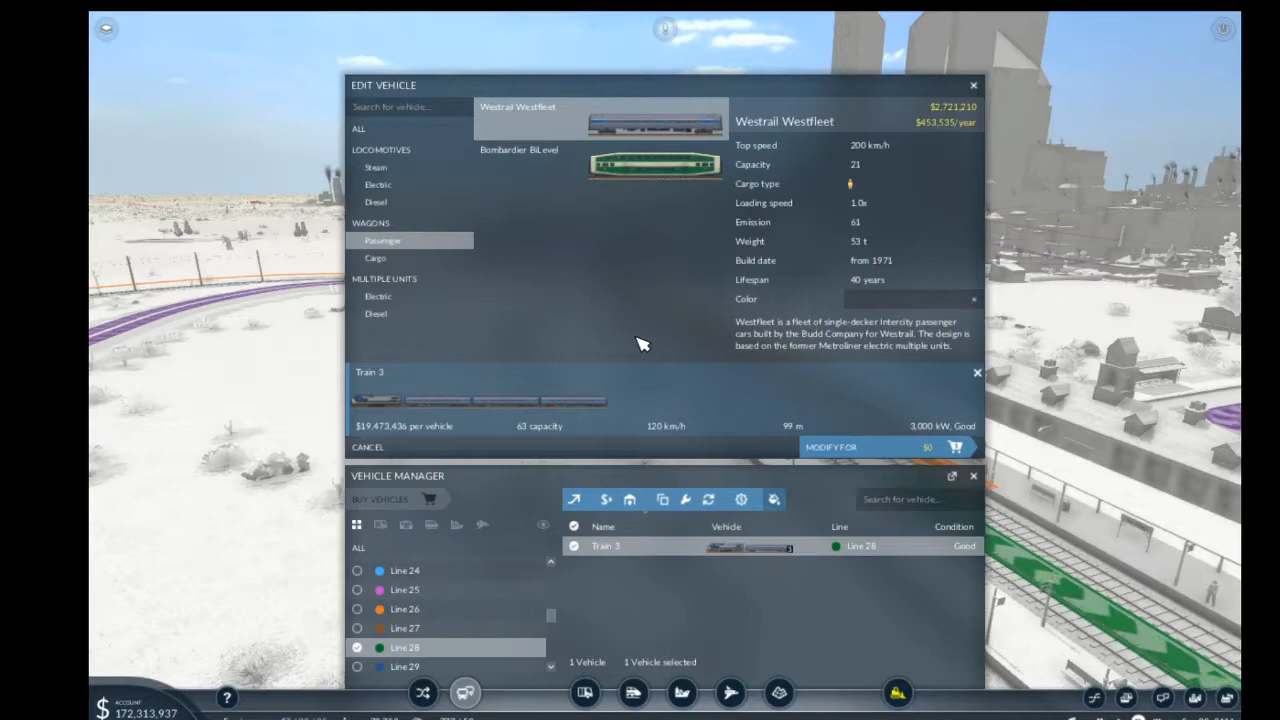 EDIT VEHICLE
Search for vehicle...
ALL
LOCOMOTIVES
Steam
Electric
Diesel
WAGONS
Passenger
Cargo
MULTIPLE UNITS
Electric
Diesel
Westrail Westfleet
Bombardier BiLevel
$2,721,210
Westrail Westfleet
$453,535/year
Top speed 200 km/h
Capacity 21
Cargo type
Loading speed 1.0x
Emission 61
Weight 53 t
Build date from 1971
Lifespan 40 years
Color
Westfleet is a fleet of single-decker Intercity passenger
cars built by the Budd Company for Westrail. The design is
based on the former Metroliner electric multiple units.
Train 3
$19,473,436 per vehicle 63 capacity 120 km/h 99 m 3,000 kW, Good
CANCEL
MODIFY FOR $0
VEHICLE MANAGER
BUY VEHICLES
Search for vehicle...
ALL
Line 24
Line 25
Line 26
Line 27
Line 28
Line 29
Name Vehicle Line Condition
Train 3 3 Line 28 Good
1 Vehicle 1 Vehicle selected
$ ACCOUNT
172,313,937
?